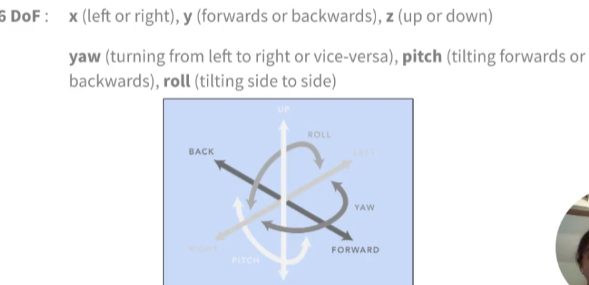 6 DoF : x (left or right), y (forwards or backwards), z (up or down)
yaw (turning from left to right or vice-versa), pitch (tilting forwards or
backwards), roll (tilting side to side)
UP
ROLL
BACK
LEFT
YAW
RIGHT
FORWARD
PITCH